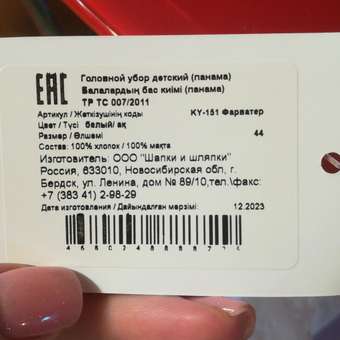 EAC
Головной убор детский (панама)
Балалардың бас киімі (панама)
ТР ТС 007/2011
Артикул / Жеткізушінің коды KY-151 Фарватер
Цвет / Түсі белый/ ақ
Размер / Өлшемі 44
Состав: 100% хлопок / 100% мақта
Изготовитель: ООО "Шапки и шляпки"
Россия, 633010, Новосибирская обл, г.
Бердск, ул. Ленина, дом № 89/10,тел.\факс:
+7 (383 41) 2-98-29
Дата изготовления / Дайындалған мерзімі: 12.2023